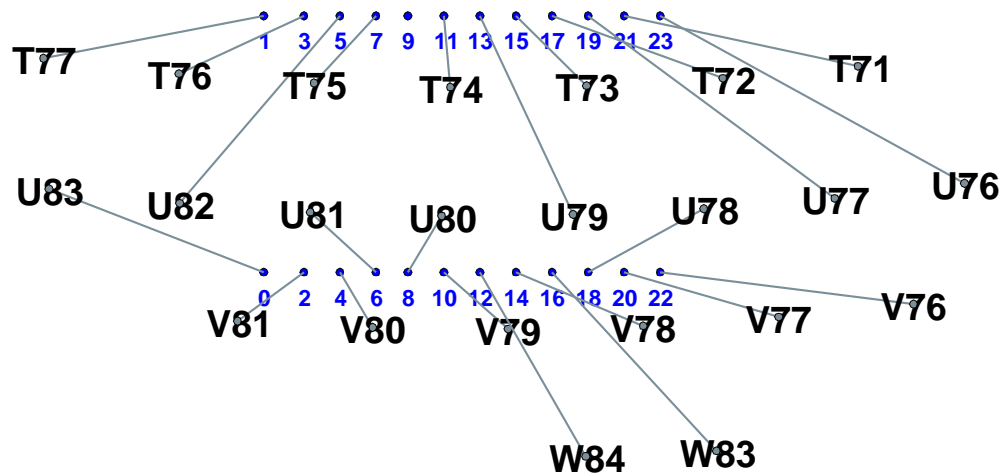 1 3 5 7 9 11 13 15 17 19 21 23
T77 T76 T75 T74 T73 T72 T71
U83 U82 U81 U80 U79 U78 U77 U76
0 2 4 6 8 10 12 14 16 18 20 22
V81 V80 V79 V78 V77 V76
W84 W83